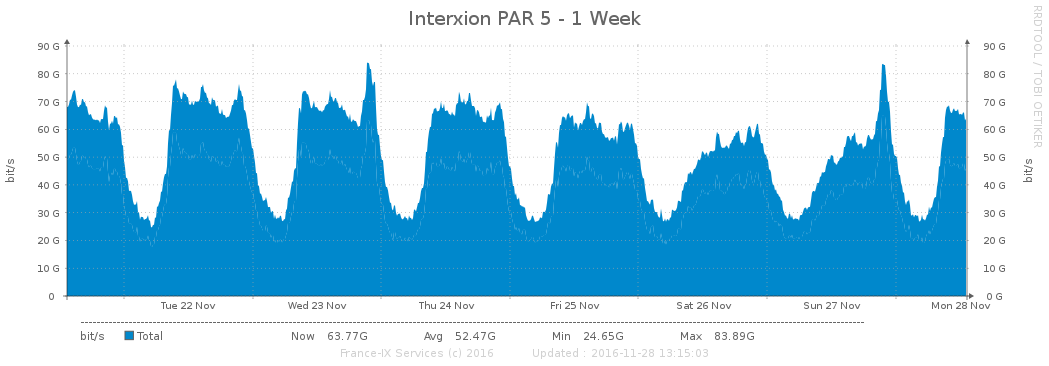 Interxion PAR 5 - 1 Week
RRDTOOL / TOBI OETIKER
bit/s
bit/s
90 G 90 G
80 G 80 G
70 G 70 G
60 G 60 G
50 G 50 G
40 G 40 G
30 G 30 G
20 G 20 G
10 G 10 G
0 0 G
Tue 22 Nov Wed 23 Nov Thu 24 Nov Fri 25 Nov Sat 26 Nov Sun 27 Nov Mon 28 Nov
bit/s Total Now 63.77G Avg 52.47G Min 24.65G Max 83.89G
France-IX Services (c) 2016 Updated : 2016-11-28 13:15:03